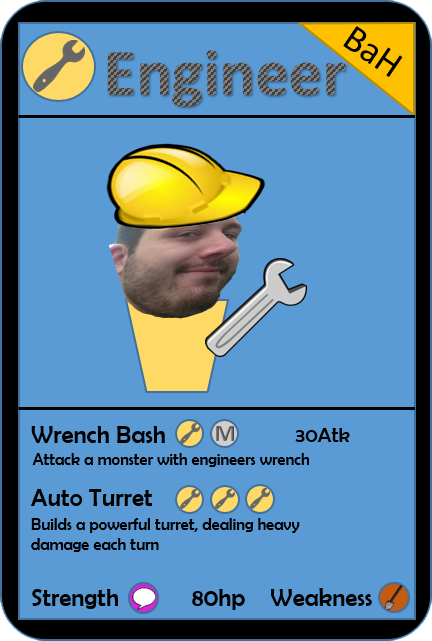 Engineer
BaH
Wrench Bash M 30Atk
Attack a monster with engineers wrench
Auto Turret
Builds a powerful turret, dealing heavy
damage each turn
Strength 80hp Weakness